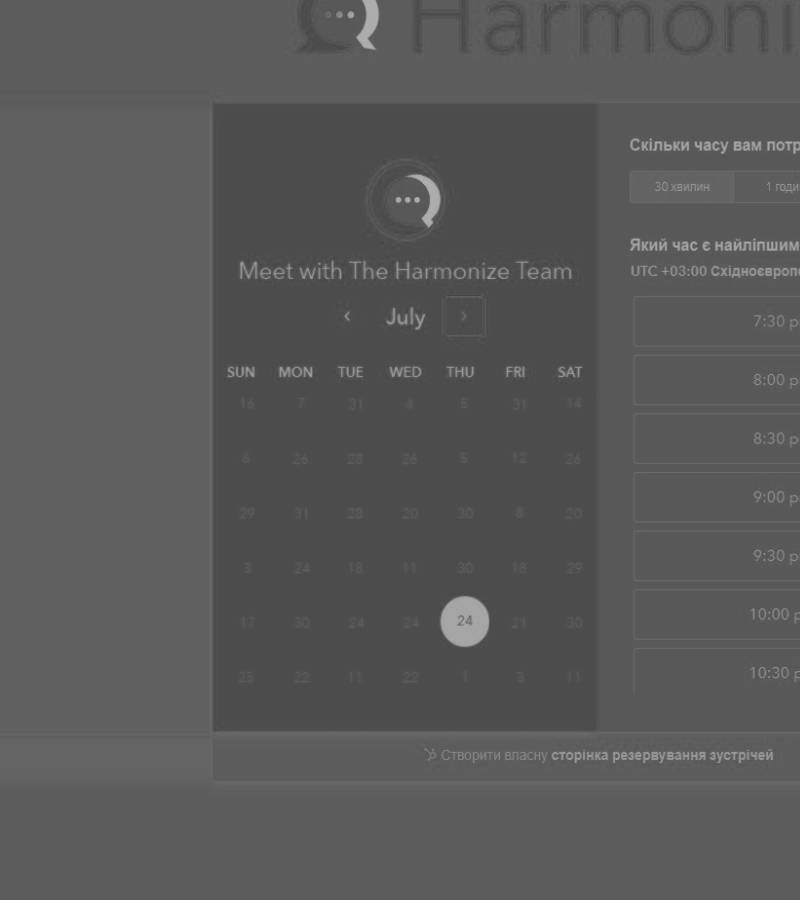 Harmoni
Meet with The Harmonize Team
July
SUN MON TUE WED THU FRI SAT
16 7 31 4 5 31 14
6 26 28 26 5 12 26
29 31 28 20 30 8 20
3 24 18 11 30 18 29
17 30 24 24 24 21 30
25 22 11 22 1 3 11
Скільки часу вам потр
30 хвилин 1 годи
Який час є найліпшим
UTC +03:00 Східноєвропе
7:30 p
8:00 p
8:30 p
9:00 p
9:30 p
10:00 p
10:30 p
Створити власну сторінка резервування зустрічей